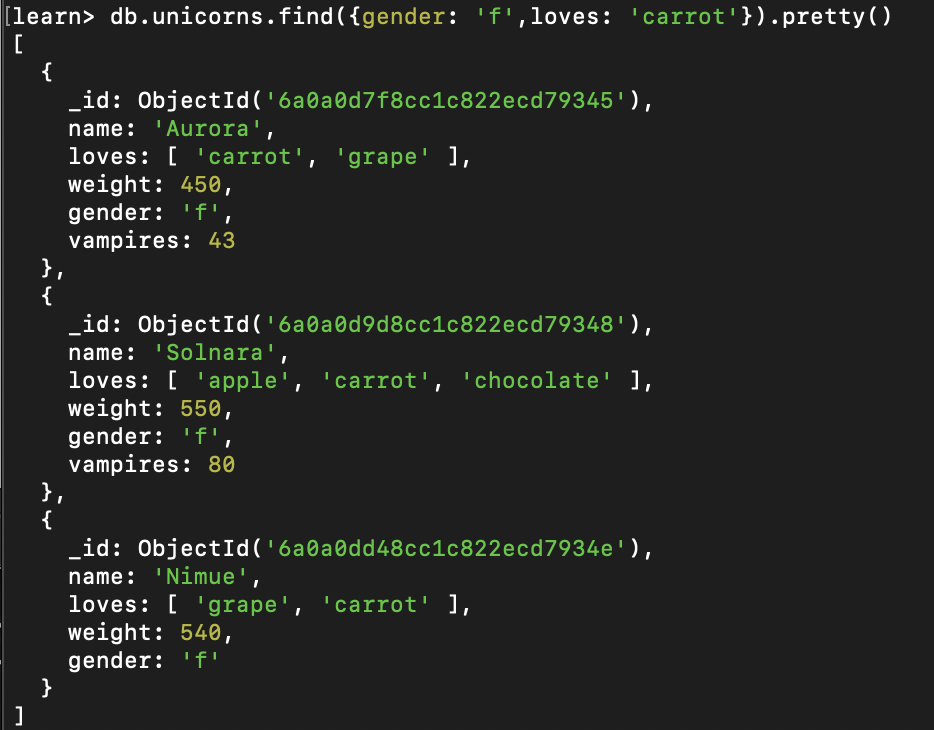 [learn> db.unicorns.find({gender: 'f',loves: 'carrot'}).pretty()
[
  {
    _id: ObjectId('6a0a0d7f8cc1c822ecd79345'),
    name: 'Aurora',
    loves: [ 'carrot', 'grape' ],
    weight: 450,
    gender: 'f',
    vampires: 43
  },
  {
    _id: ObjectId('6a0a0d9d8cc1c822ecd79348'),
    name: 'Solnara',
    loves: [ 'apple', 'carrot', 'chocolate' ],
    weight: 550,
    gender: 'f',
    vampires: 80
  },
  {
    _id: ObjectId('6a0a0dd48cc1c822ecd7934e'),
    name: 'Nimue',
    loves: [ 'grape', 'carrot' ],
    weight: 540,
    gender: 'f'
  }
]